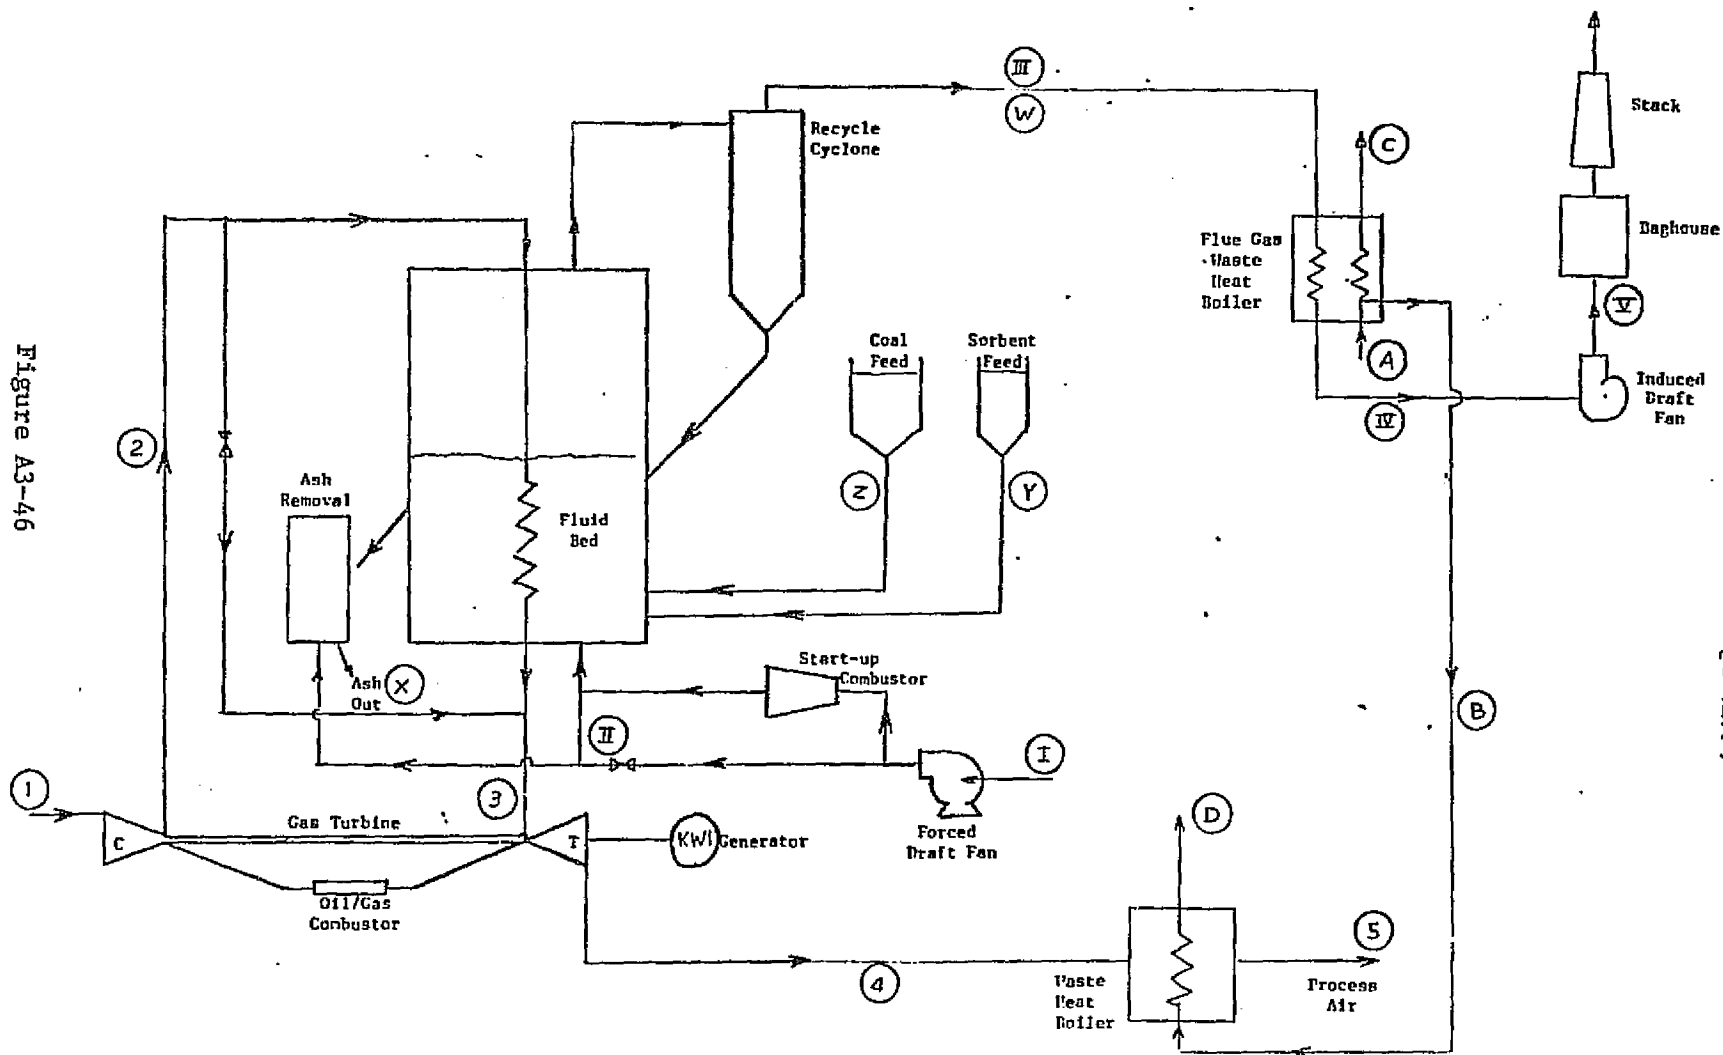 III
W
Recycle
Cyclone
C
Stack
Flue Gas
Waste
Heat
Boiler
Baghouse
V
A
IV
Induced
Draft
Fan
Figure A3-46
2
Ash
Removal
Fluid
Bed
Coal
Feed
Sorbent
Feed
Z
Y
Ash
Out
X
Start-up
Combustor
II
I
B
1
3
C
Gas Turbine
T
KWI
Generator
Forced
Draft Fan
D
Oil/Gas
Combustor
4
Waste
Heat
Boiler
5
Process
Air